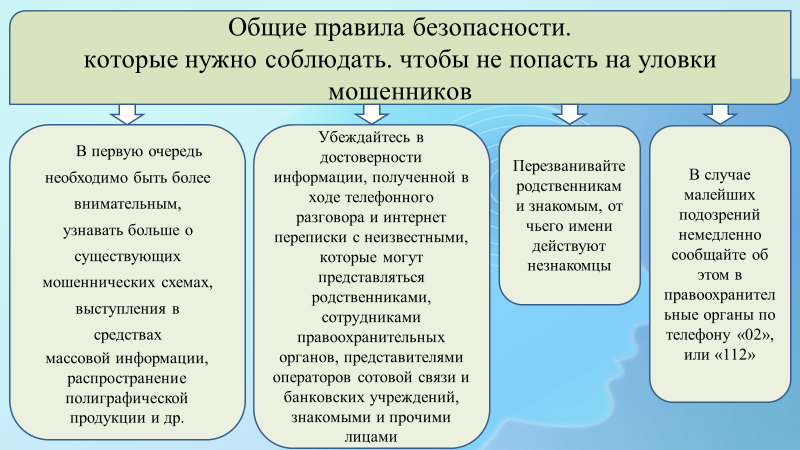 Общие правила безопасности.
которые нужно соблюдать. чтобы не попасть на уловки
мошенников
В первую очередь
необходимо быть более
внимательным,
узнавать больше о
существующих
мошеннических схемах,
выступления в
средствах
массовой информации,
распространение
полиграфической
продукции и др.
Убеждайтесь в
достоверности
информации, полученной в
ходе телефонного
разговора и интернет
переписки с неизвестными,
которые могут
представляться
родственниками,
сотрудниками
правоохранительных
органов, представителями
операторов сотовой связи и
банковских учреждений,
знакомыми и прочими
лицами
Перезванивайте
родственникам
и знакомым, от
чьего имени
действуют
незнакомцы
В случае
малейших
подозрений
немедленно
сообщайте об
этом в
правоохранител
ьные органы по
телефону «02»,
или «112»